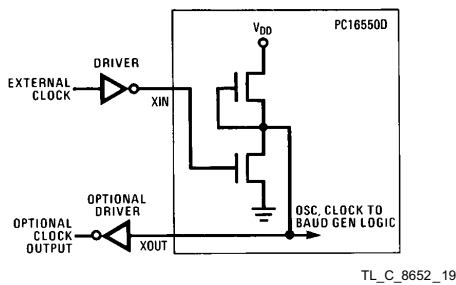 PC16550D
VDD
DRIVER
EXTERNAL
CLOCK
XIN
OPTIONAL
DRIVER
OPTIONAL
CLOCK
OUTPUT
XOUT
OSC, CLOCK TO
BAUD GEN LOGIC
TL_C_8652_19